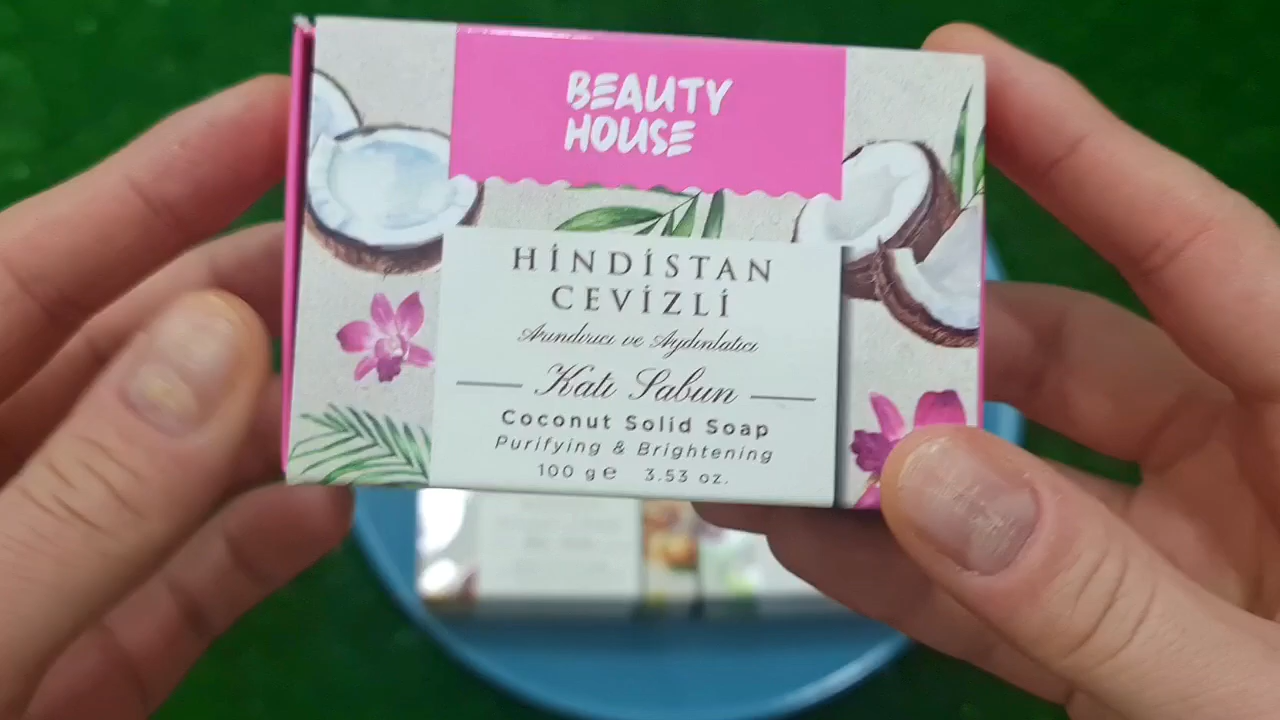 BEAUTY
HOUSE
HİNDİSTAN
CEVİZLİ
Arındırıcı ve Aydınlatıcı
Katı Sabun
Coconut Solid Soap
Purifying & Brightening
100 g ℮ 3.53 oz.